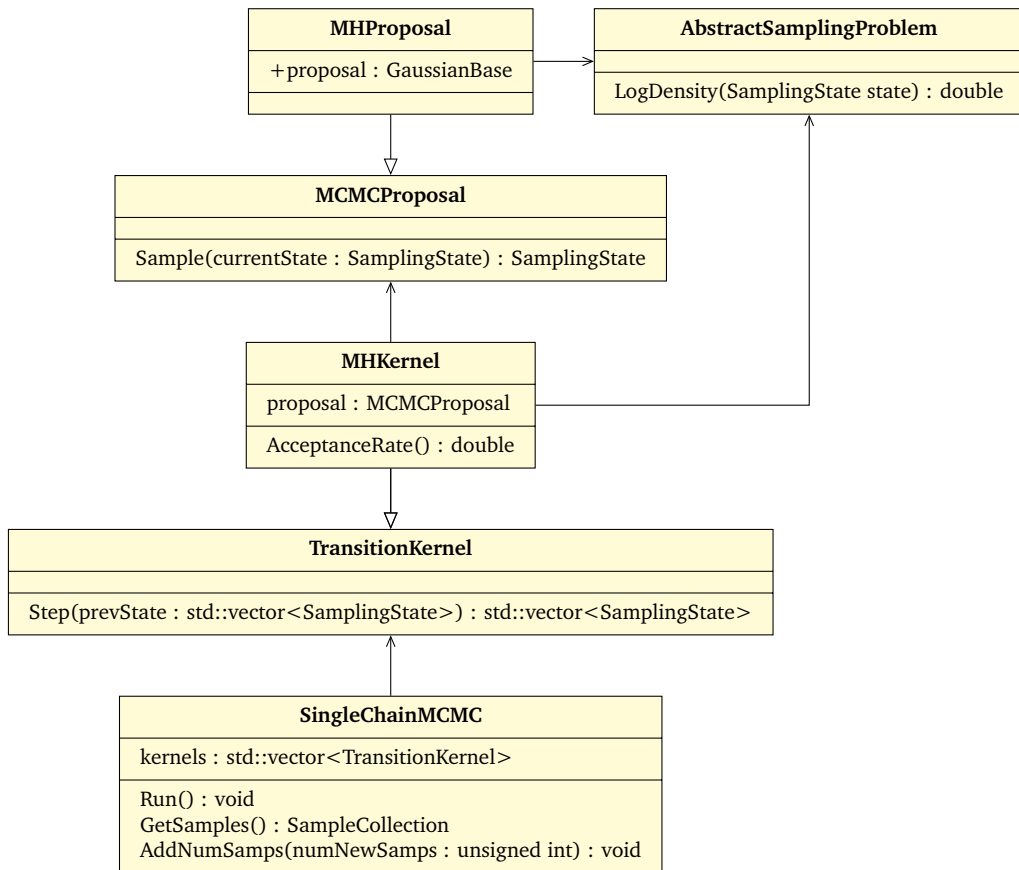 MHProposal
+proposal : GaussianBase
AbstractSamplingProblem
LogDensity(SamplingState state) : double
MCMCProposal
Sample(currentState : SamplingState) : SamplingState
MHKernel
proposal : MCMCProposal
AcceptanceRate() : double
TransitionKernel
Step(prevState : std::vector<SamplingState>) : std::vector<SamplingState>
SingleChainMCMC
kernels : std::vector<TransitionKernel>
Run() : void
GetSamples() : SampleCollection
AddNumSamps(numNewSamps : unsigned int) : void